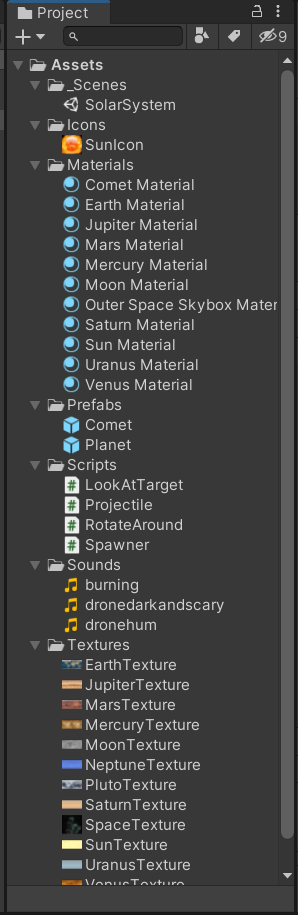 Project
9
Assets
_Scenes
SolarSystem
Icons
SunIcon
Materials
Comet Material
Earth Material
Jupiter Material
Mars Material
Mercury Material
Moon Material
Outer Space Skybox Mater
Saturn Material
Sun Material
Uranus Material
Venus Material
Prefabs
Comet
Planet
Scripts
LookAtTarget
Projectile
RotateAround
Spawner
Sounds
burning
dronedarkandscary
dronehum
Textures
EarthTexture
JupiterTexture
MarsTexture
MercuryTexture
MoonTexture
NeptuneTexture
PlutoTexture
SaturnTexture
SpaceTexture
SunTexture
UranusTexture
VenusTexture